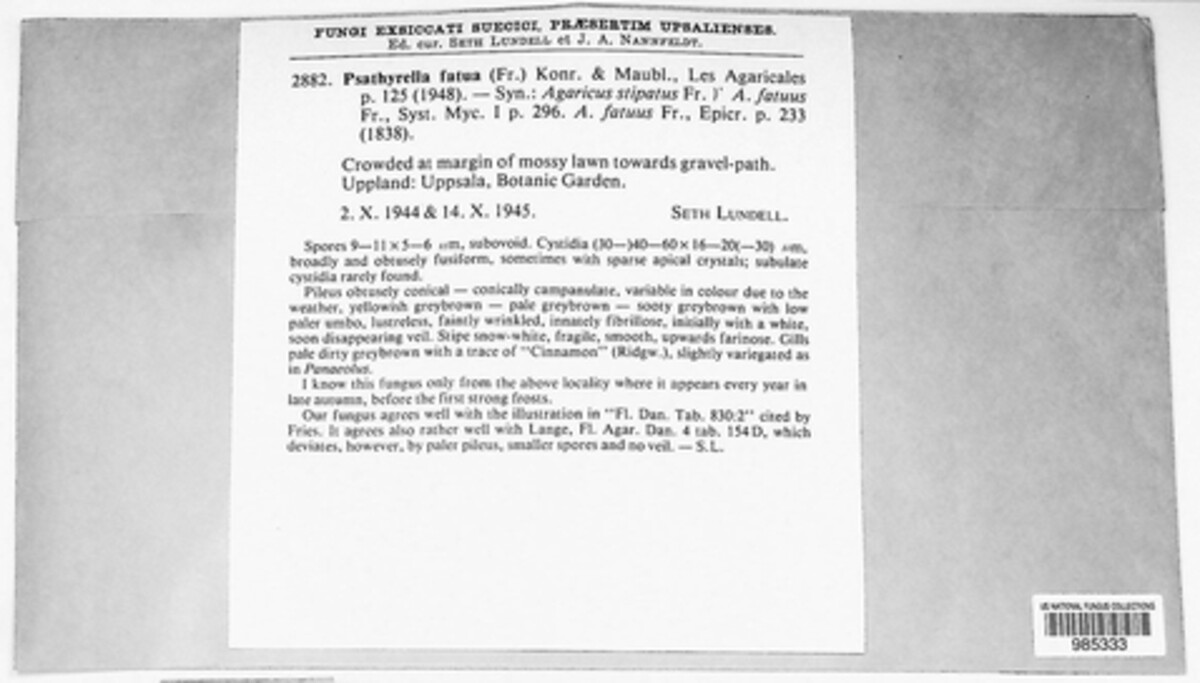 FUNGI EXSICCATI SUECICI, PRÆSERTIM UPSALIENSES.
Ed. cur. SETH LUNDELL et J. A. NANNFELDT.
2882. Psathyrella fatua (Fr.) Konr. & Maubl., Les Agaricales
p. 125 (1948). — Syn.: Agaricus stipatus Fr. A. fatuus
Fr., Syst. Myc. I p. 296. A. fatuus Fr., Epicr. p. 233
(1838).
Crowded at margin of mossy lawn towards gravel-path.
Uppland: Uppsala, Botanic Garden.
2. X. 1944 & 14. X. 1945. SETH LUNDELL.
Spores 9—11 × 5—6 µm, subovoid. Cystidia (30—)40—60 × 16—20(—30) µm,
broadly and obtusely fusiform, sometimes with sparse apical crystals; subulate
cystidia rarely found.
Pileus obtusely conical — conically campanulate, variable in colour due to the
weather, yellowish greybrown — pale greybrown — sooty greybrown with low
paler umbo, lustreless, faintly wrinkled, innately fibrillose, initially with a white,
soon disappearing veil. Stipe snow-white, fragile, smooth, upwards farinose. Gills
pale dirty greybrown with a trace of "Cinnamon" (Ridgw.), slightly variegated as
in Panaeolus.
I know this fungus only from the above locality where it appears every year in
late autumn, before the first strong frosts.
Our fungus agrees well with the illustration in "Fl. Dan. Tab. 830:2" cited by
Fries. It agrees also rather well with Lange, Fl. Agar. Dan. 4 tab. 154 D, which
deviates, however, by paler pileus, smaller spores and no veil. — S.L.
US NATIONAL FUNGUS COLLECTIONS
985333